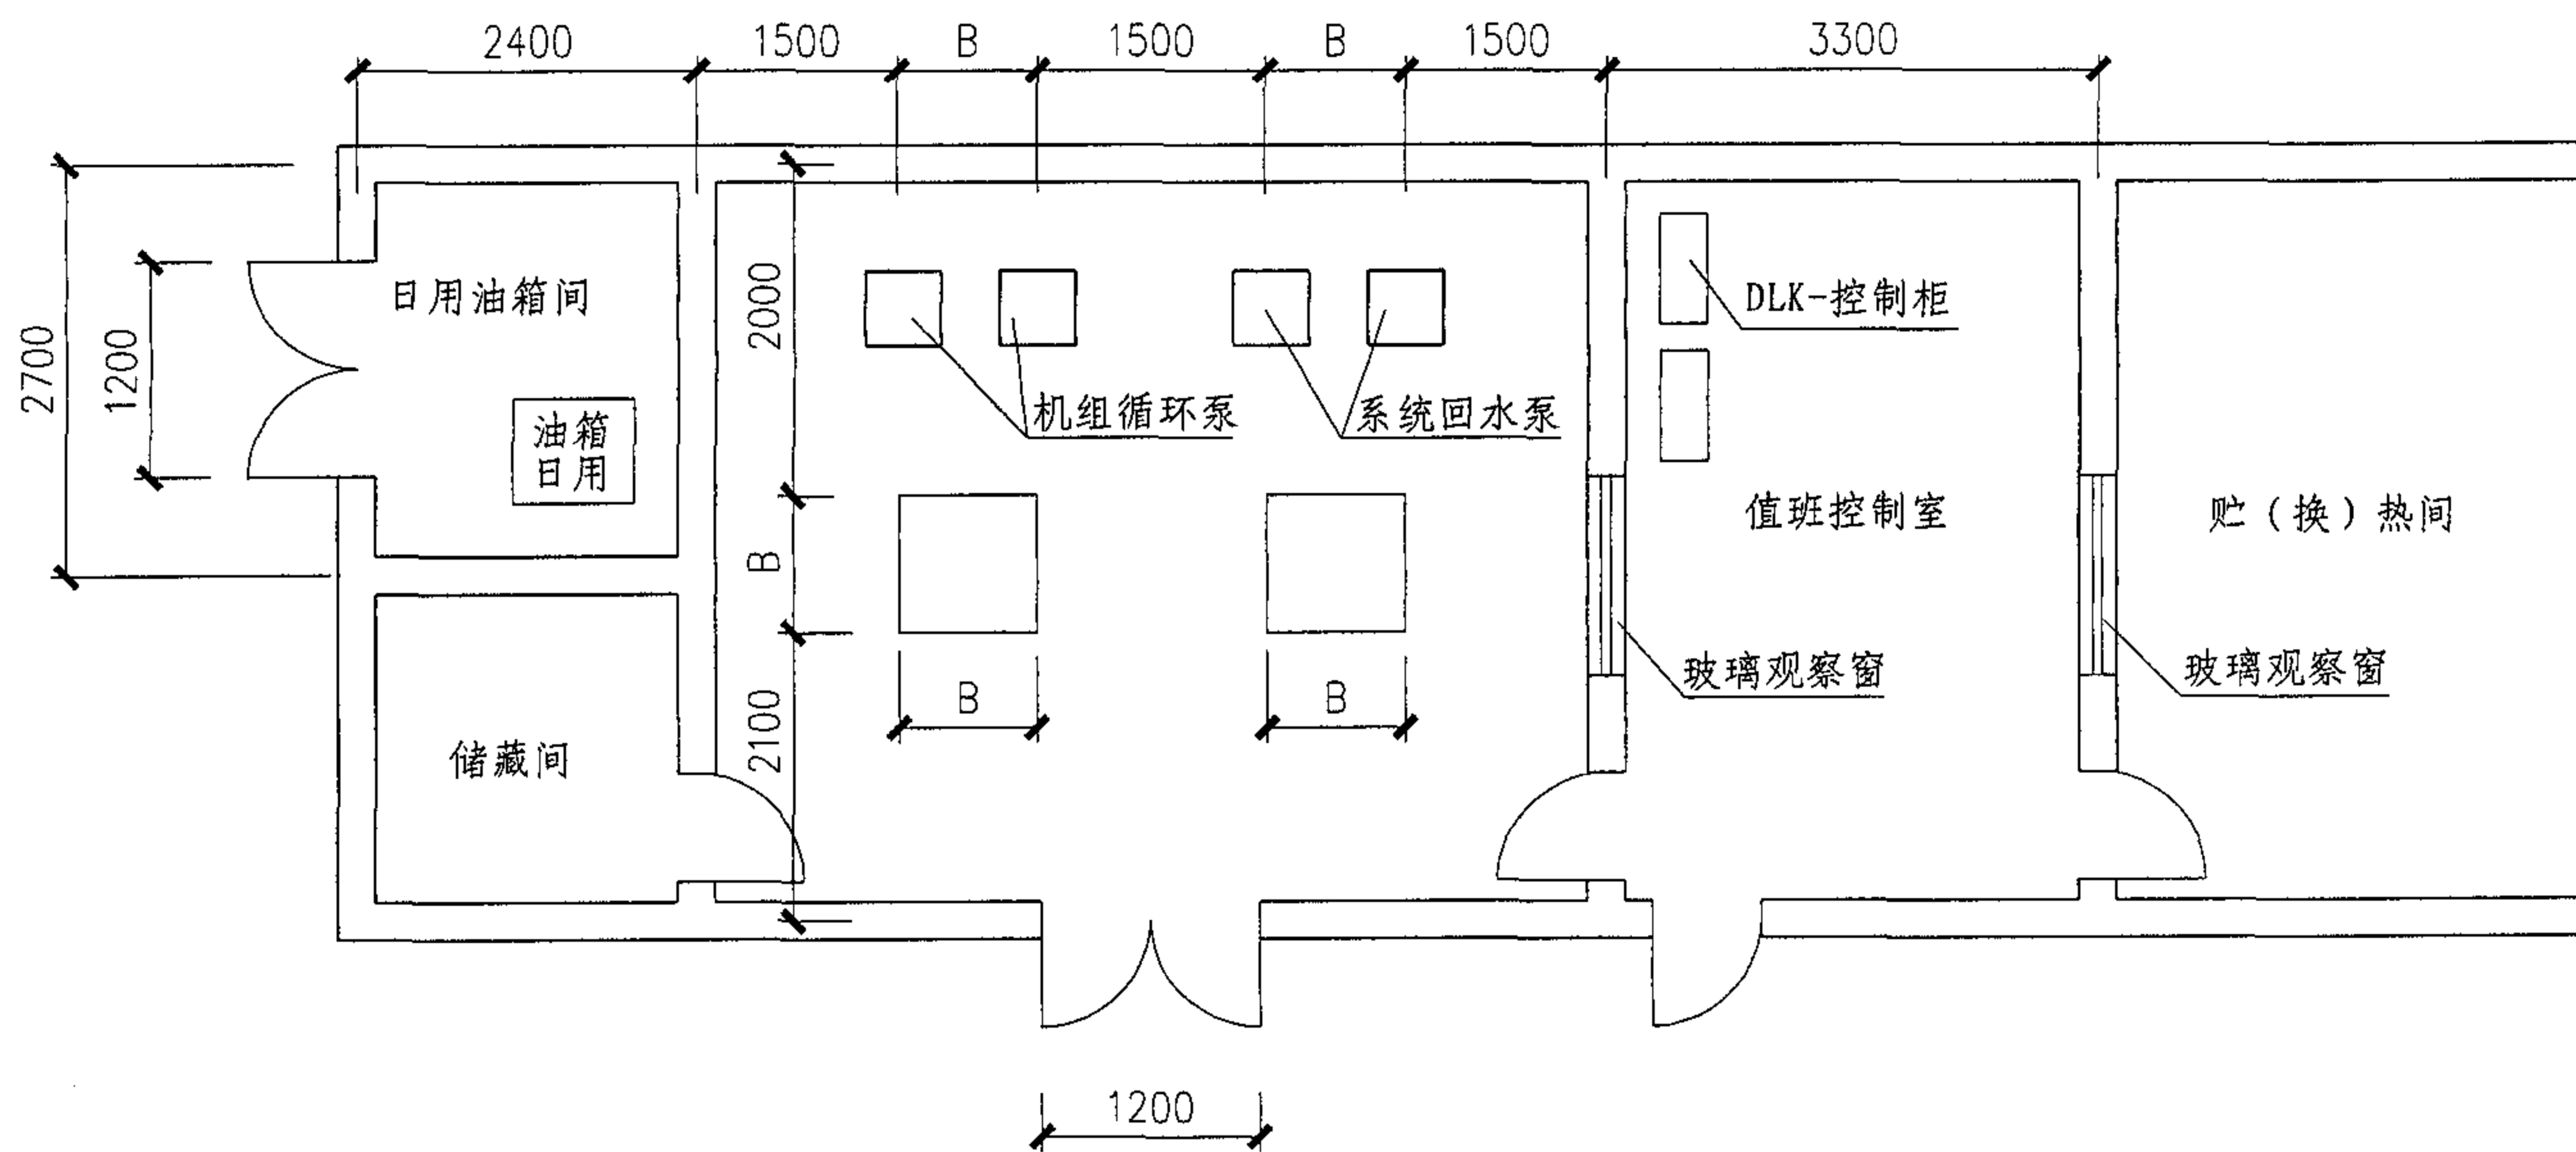 2400
1500
B
1500
B
1500
3300
2700
1200
日用油箱间
油箱
日用
储藏间
2000
B
2100
机组循环泵
系统回水泵
B
B
DLK-控制柜
值班控制室
玻璃观察窗
贮（换）热间
玻璃观察窗
1200